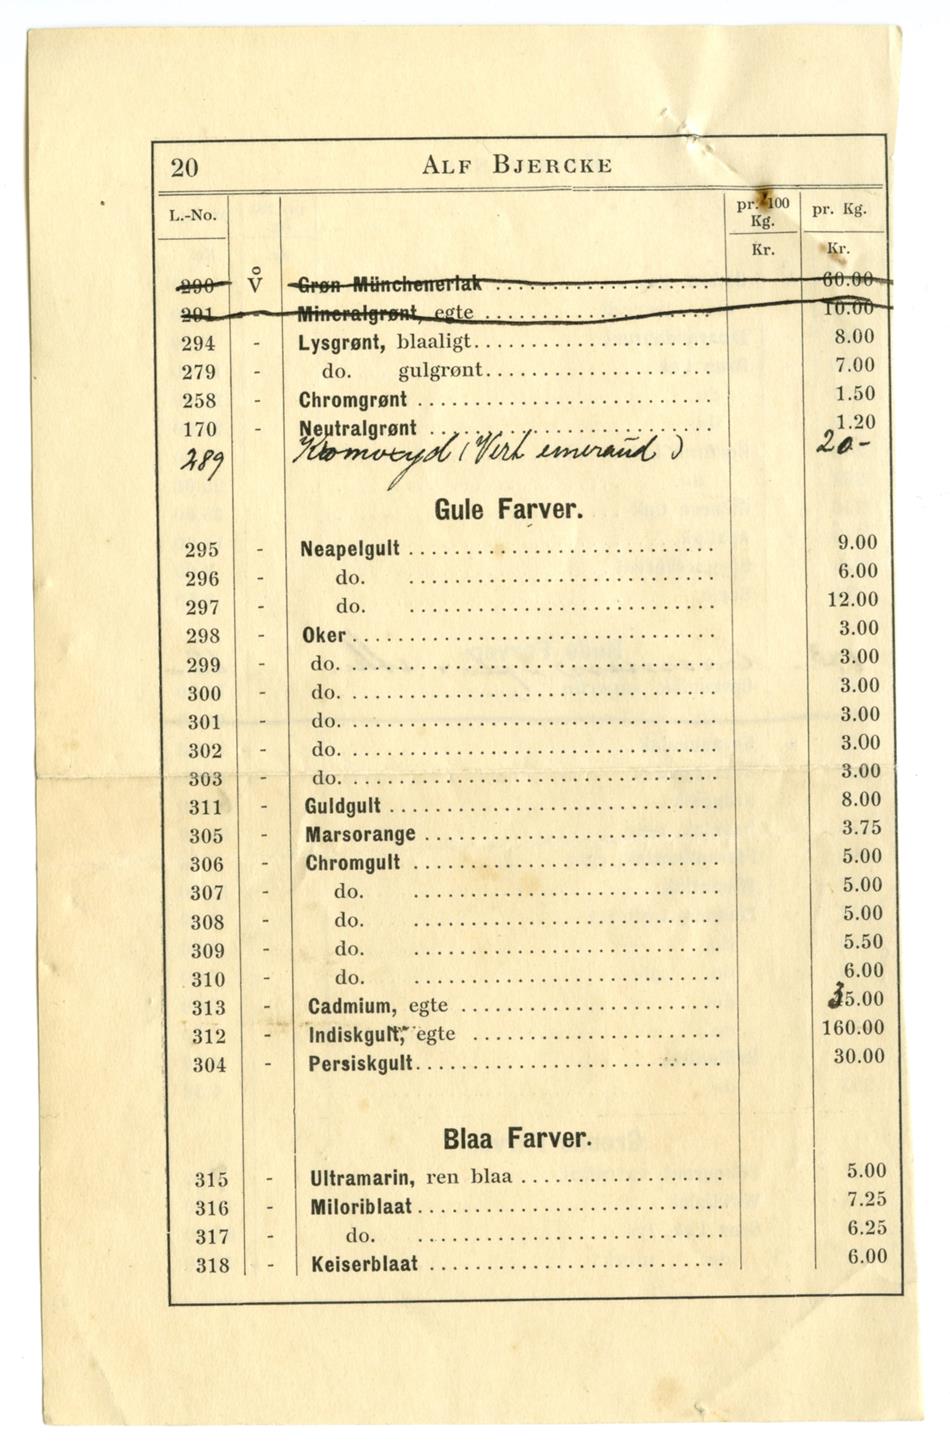 20 ALF BJERCKE
L.-No. pr. 100 Kg. pr. Kg.
Kr. Kr.
290 V° Grøn Münchenerlak .................... 60.00
291 - Mineralgrønt, egte .................... 10.00
294 - Lysgrønt, blaaligt.................... 8.00
279 - do. gulgrønt.................... 7.00
258 - Chromgrønt .................... 1.50
170 - Neutralgrønt .................... 1.20
289 Kromoxyd (Vert emeraud) 20-
Gule Farver.
295 - Neapelgult .................... 9.00
296 - do. .................... 6.00
297 - do. .................... 12.00
298 - Oker.................... 3.00
299 - do. .................... 3.00
300 - do. .................... 3.00
301 - do. .................... 3.00
302 - do. .................... 3.00
303 - do. .................... 3.00
311 - Guldgult .................... 8.00
305 - Marsorange .................... 3.75
306 - Chromgult .................... 5.00
307 - do. .................... 5.00
308 - do. .................... 5.00
309 - do. .................... 5.50
310 - do. .................... 6.00
313 - Cadmium, egte .................... 35.00
312 - Indiskgult, egte .................... 160.00
304 - Persiskgult.................... 30.00
Blaa Farver.
315 - Ultramarin, ren blaa .................... 5.00
316 - Miloriblaat.................... 7.25
317 - do. .................... 6.25
318 - Keiserblaat .................... 6.00